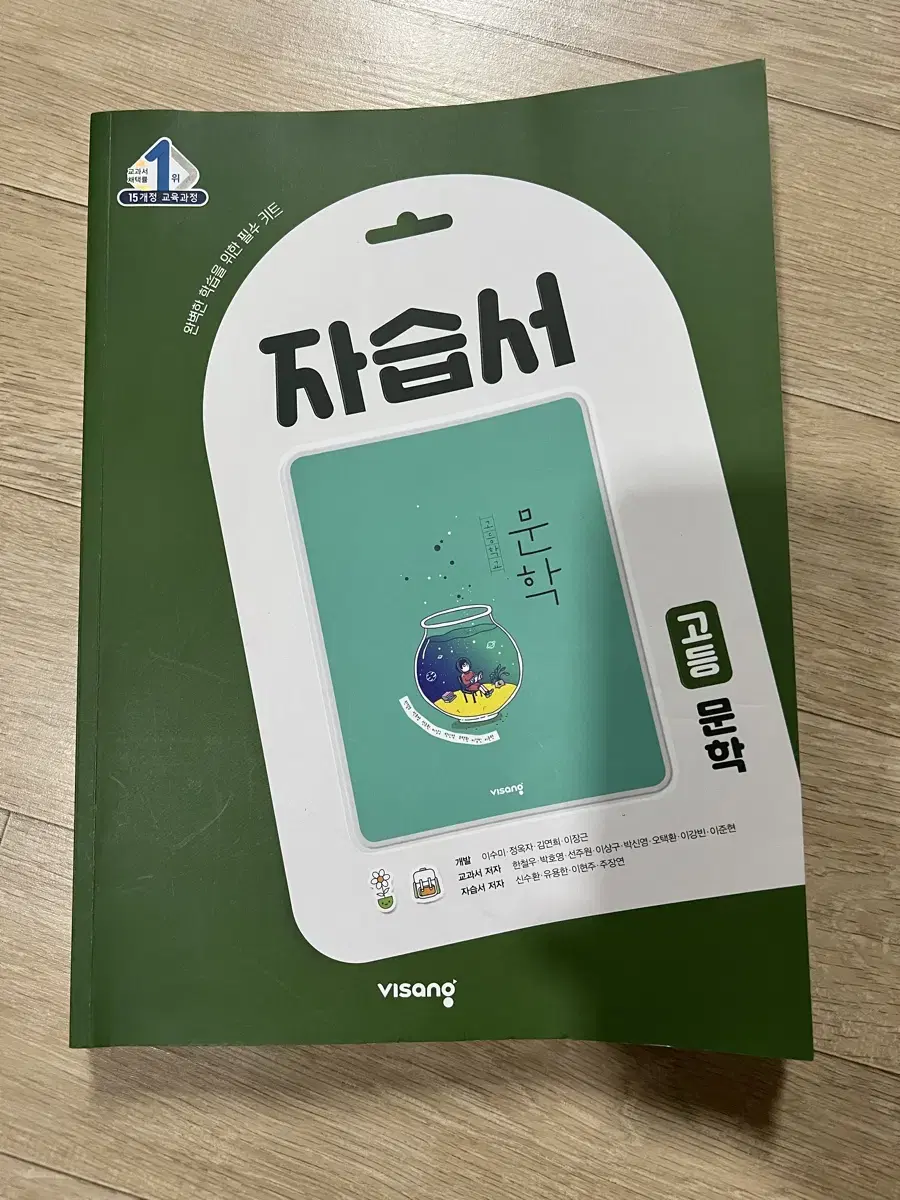 교과서
채택률
1위
15개정 교육과정
완벽한 학습을 위한 필수 키트
자습서
고등학교
문학
visang
고등
문학
개발 이수미·정옥자·김연희·이장근
교과서 저자 한철우·박호영·선주원·이상구·박신영·오택환·이강빈·이준현
자습서 저자 신수환·유용한·이현주·주장연
visang